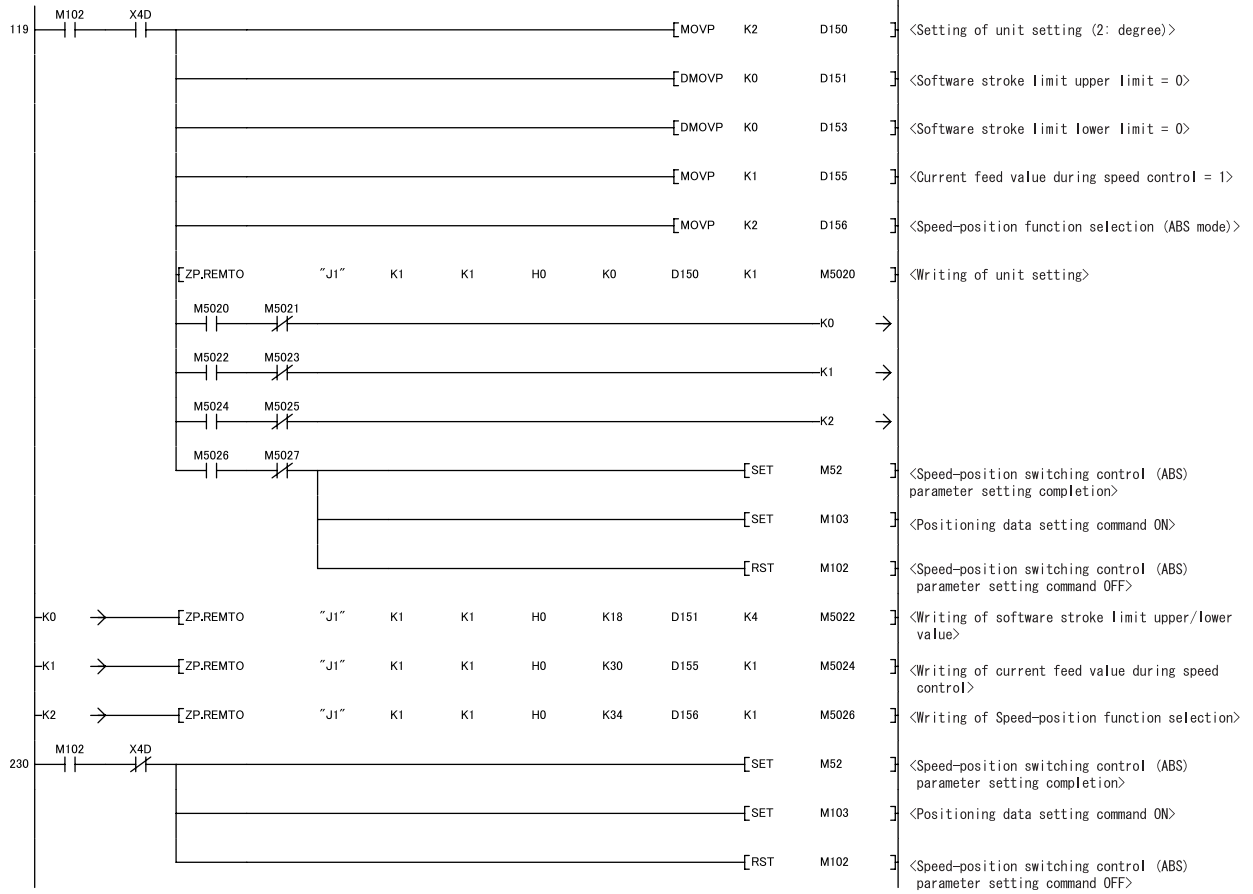 M102 X4D
119 MOVP K2 D150 <Setting of unit setting (2: degree)>
DMOVP K0 D151 <Software stroke limit upper limit = 0>
DMOVP K0 D153 <Software stroke limit lower limit = 0>
MOVP K1 D155 <Current feed value during speed control = 1>
MOVP K2 D156 <Speed-position function selection (ABS mode)>
ZP.REMTO "J1" K1 K1 H0 K0 D150 K1 M5020 <Writing of unit setting>
M5020 M5021
K0
M5022 M5023
K1
M5024 M5025
K2
M5026 M5027
SET M52 <Speed-position switching control (ABS)
parameter setting completion>
SET M103 <Positioning data setting command ON>
RST M102 <Speed-position switching control (ABS)
parameter setting command OFF>
K0 ZP.REMTO "J1" K1 K1 H0 K18 D151 K4 M5022 <Writing of software stroke limit upper/lower
value>
K1 ZP.REMTO "J1" K1 K1 H0 K30 D155 K1 M5024 <Writing of current feed value during speed
control>
K2 ZP.REMTO "J1" K1 K1 H0 K34 D156 K1 M5026 <Writing of Speed-position function selection>
M102 X4D
230 SET M52 <Speed-position switching control (ABS)
parameter setting completion>
SET M103 <Positioning data setting command ON>
RST M102 <Speed-position switching control (ABS)
parameter setting command OFF>